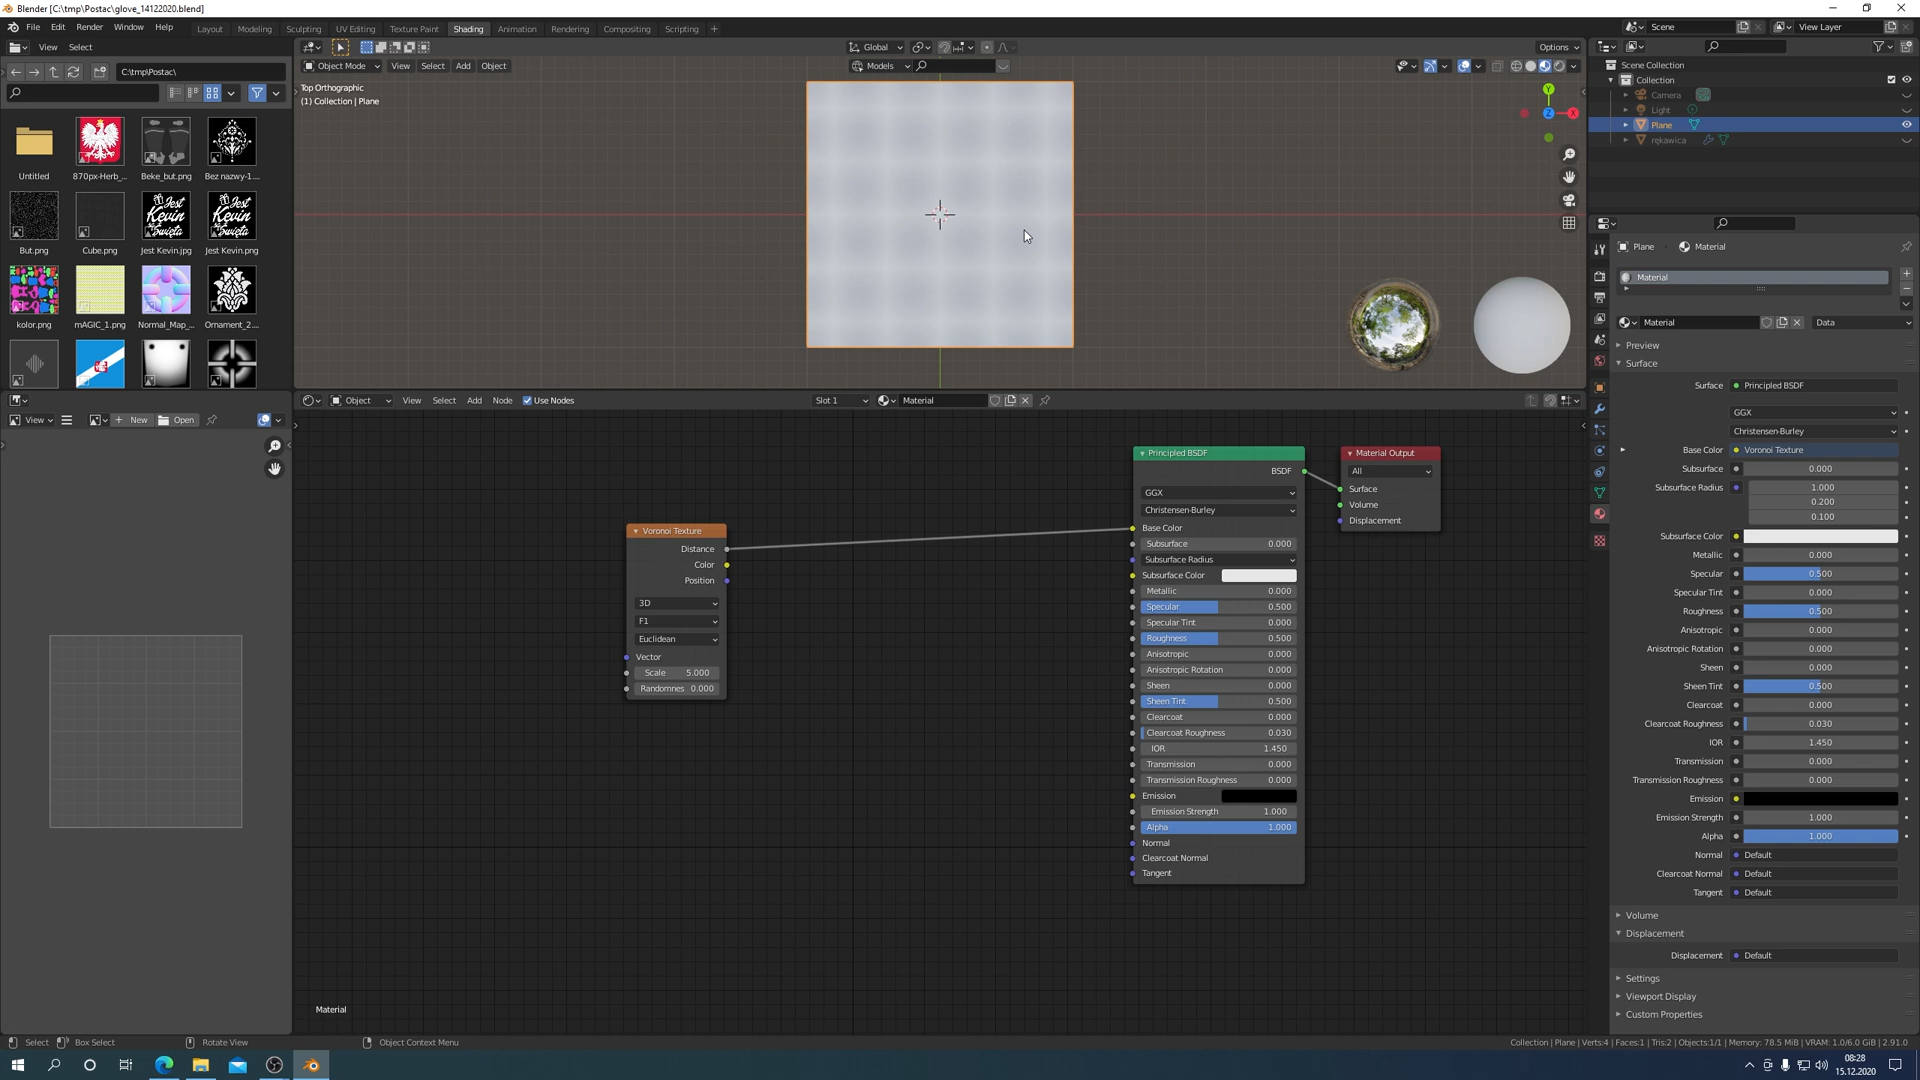 Blender [C:\tmp\Postac\glove_14122020.blend]
File Edit Render Window Help
Layout Modeling Sculpting UV Editing Texture Paint Shading Animation Rendering Compositing Scripting +
Scene
View Layer
View Select
Global
Options
C:\tmp\Postac\
Object Mode View Select Add Object
Models
Top Orthographic
(1) Collection | Plane
Untitled
870px-Herb_...
Beke_but.png
Bez nazwy-1....
But.png
Cube.png
Jest Kevin.jpg
Jest Kevin.png
kolor.png
mAGIC_1.png
Normal_Map_...
Ornament_2....
Y
Z
X
Scene Collection
Collection
Camera
Light
Plane
rękawica
Plane Material
Material
Material
Data
Preview
Surface
Surface Principled BSDF
GGX
Christensen-Burley
Base Color Voronoi Texture
Subsurface 0.000
Subsurface Radius 1.000
0.200
0.100
Subsurface Color
Metallic 0.000
Specular 0.500
Specular Tint 0.000
Roughness 0.500
Anisotropic 0.000
Anisotropic Rotation 0.000
Sheen 0.000
Sheen Tint 0.500
Clearcoat 0.000
Clearcoat Roughness 0.030
IOR 1.450
Transmission 0.000
Transmission Roughness 0.000
Emission
Emission Strength 1.000
Alpha 1.000
Normal Default
Clearcoat Normal Default
Tangent Default
Volume
Displacement
Displacement Default
Settings
Viewport Display
Custom Properties
View
New
Open
Object View Select Add Node Use Nodes
Slot 1
Material
Voronoi Texture
Distance
Color
Position
3D
F1
Euclidean
Vector
Scale 5.000
Randomnes 0.000
Principled BSDF
BSDF
GGX
Christensen-Burley
Base Color
Subsurface 0.000
Subsurface Radius
Subsurface Color
Metallic 0.000
Specular 0.500
Specular Tint 0.000
Roughness 0.500
Anisotropic 0.000
Anisotropic Rotation 0.000
Sheen 0.000
Sheen Tint 0.500
Clearcoat 0.000
Clearcoat Roughness 0.030
IOR 1.450
Transmission 0.000
Transmission Roughness 0.000
Emission
Emission Strength 1.000
Alpha 1.000
Normal
Clearcoat Normal
Tangent
Material Output
All
Surface
Volume
Displacement
Material
Select Box Select Rotate View Object Context Menu
Collection | Plane | Verts:4 | Faces:1 | Tris:2 | Objects:1/1 | Memory: 78.5 MiB | VRAM: 1.0/6.0 GiB | 2.91.0
08:28
15.12.2020